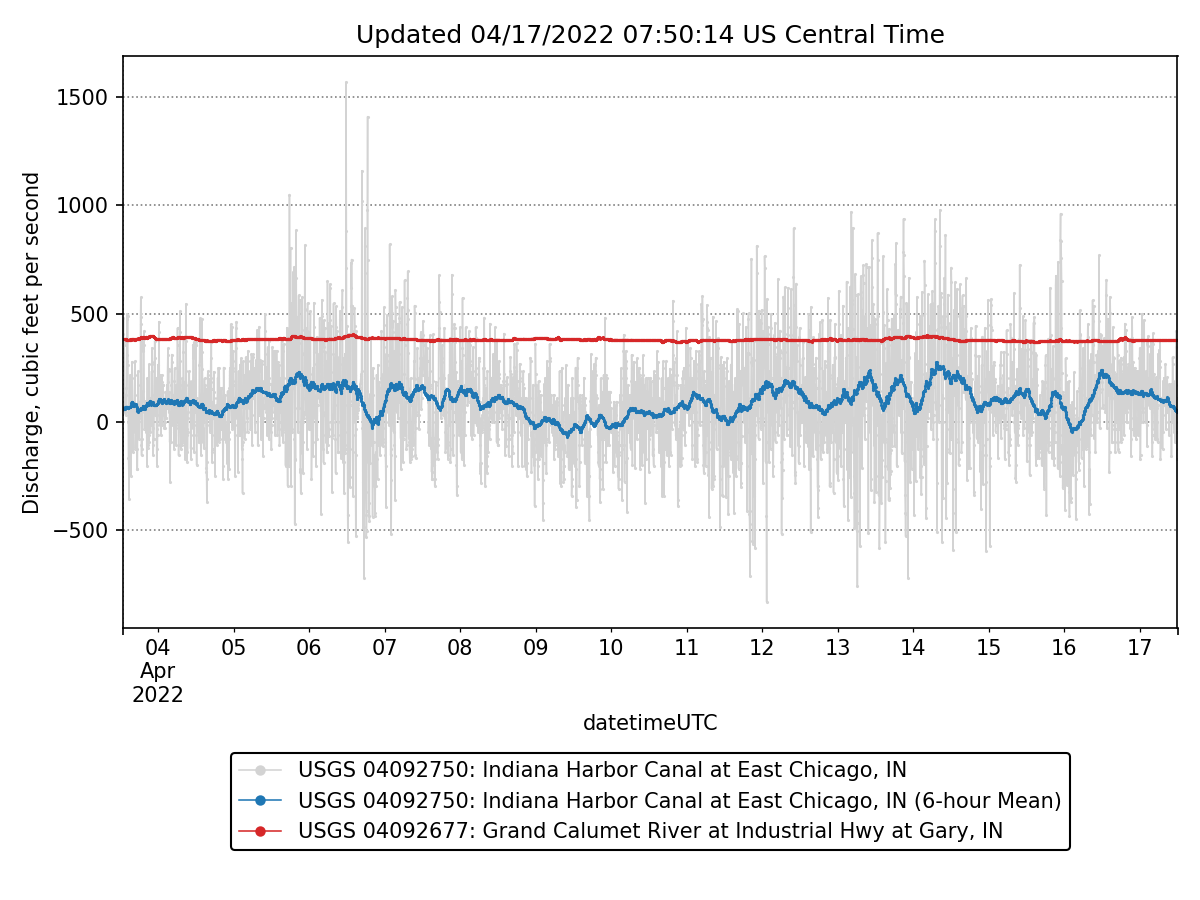 Updated 04/17/2022 07:50:14 US Central Time
Discharge, cubic feet per second
1500
1000
500
0
−500
04 05 06 07 08 09 10 11 12 13 14 15 16 17
Apr
2022
datetimeUTC
USGS 04092750: Indiana Harbor Canal at East Chicago, IN
USGS 04092750: Indiana Harbor Canal at East Chicago, IN (6-hour Mean)
USGS 04092677: Grand Calumet River at Industrial Hwy at Gary, IN